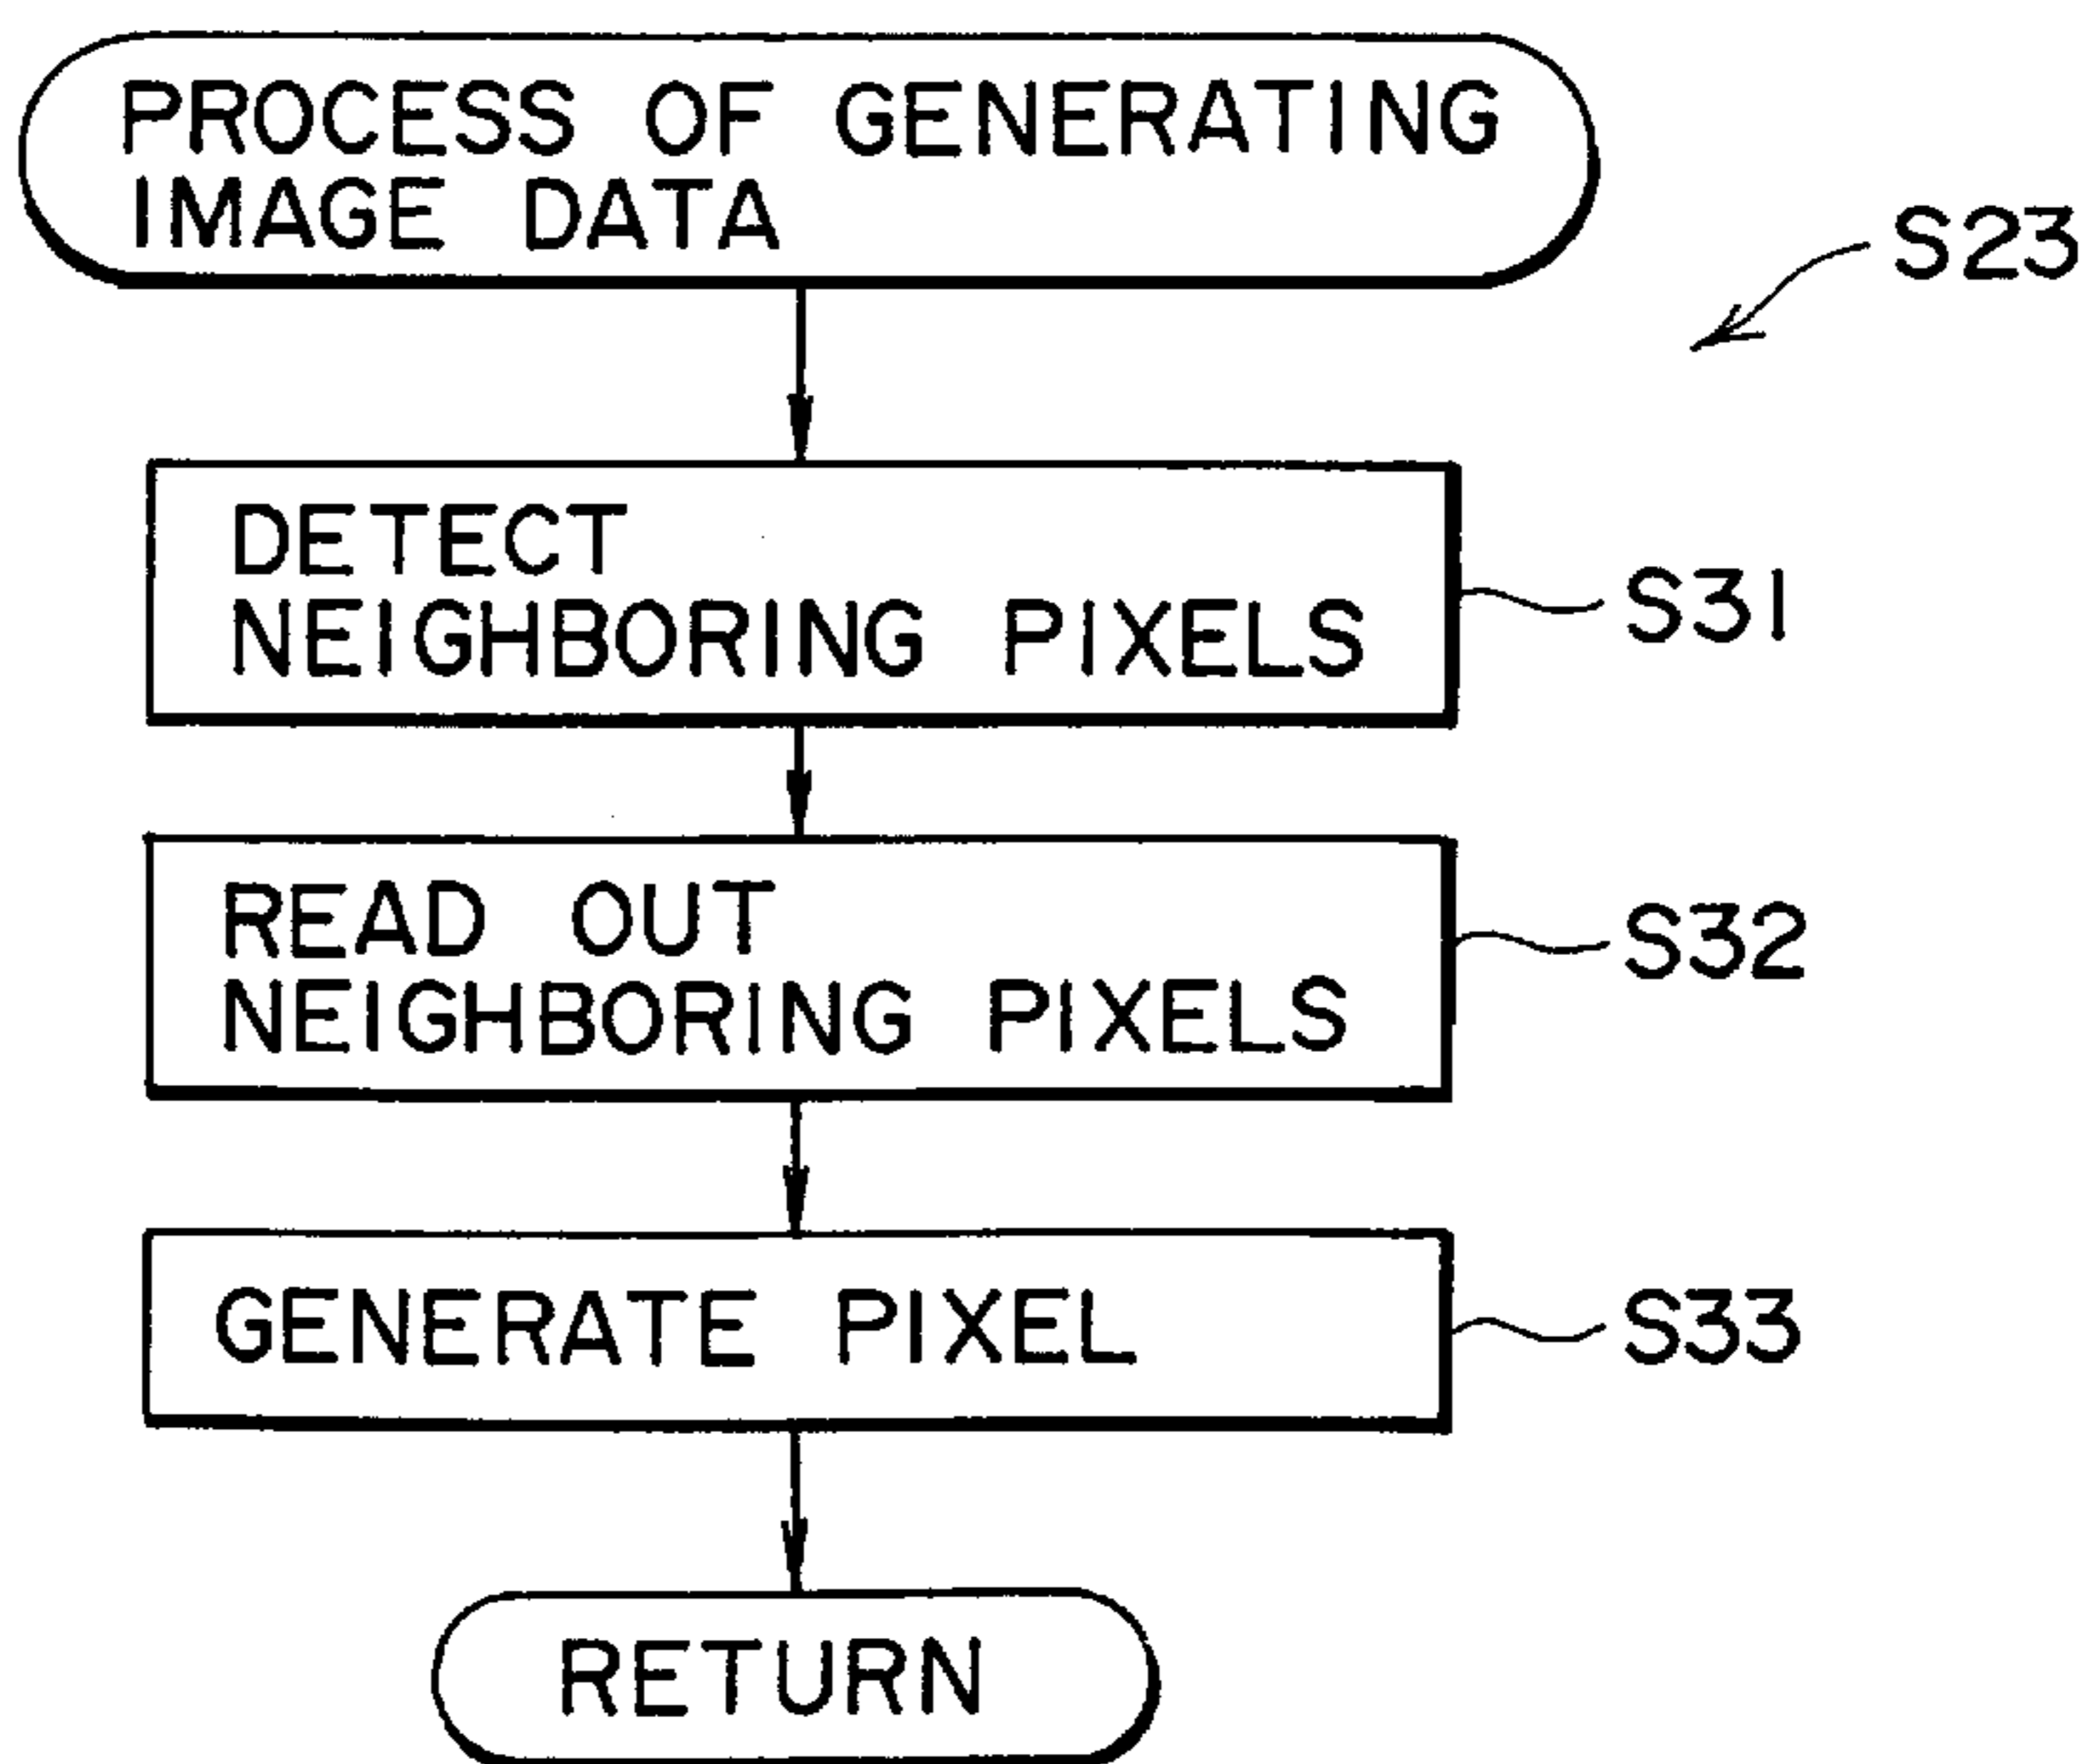 PROCESS OF GENERATING
IMAGE DATA
S23
DETECT
NEIGHBORING PIXELS
S31
READ OUT
NEIGHBORING PIXELS
S32
GENERATE PIXEL
S33
RETURN